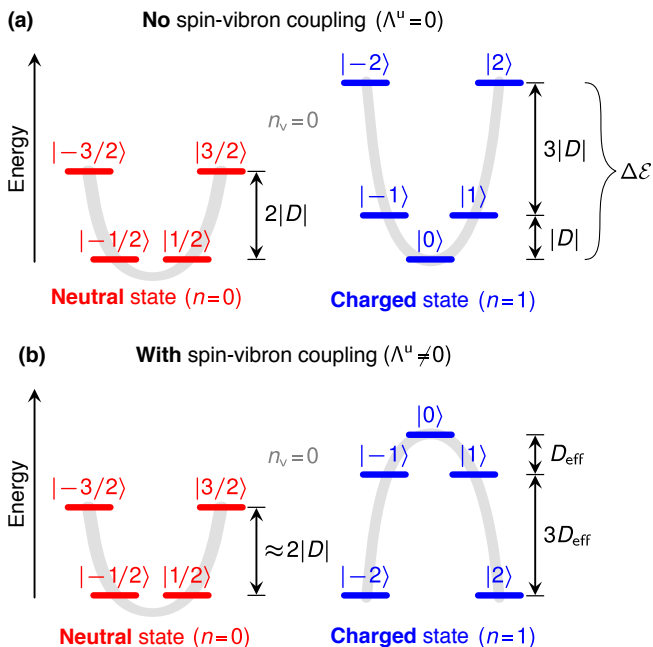 (a) No spin-vibron coupling (Λᵘ=0)
Energy
|−3/2⟩ |3/2⟩
|−1/2⟩ |1/2⟩
2|D|
Neutral state (n=0)
nᵥ=0
|−2⟩ |2⟩
|−1⟩ |1⟩
|0⟩
3|D|
|D|
Δℰ
Charged state (n=1)
(b) With spin-vibron coupling (Λᵘ≠0)
Energy
|−3/2⟩ |3/2⟩
|−1/2⟩ |1/2⟩
≈2|D|
Neutral state (n=0)
nᵥ=0
|0⟩
|−1⟩ |1⟩
|−2⟩ |2⟩
D_eff
3D_eff
Charged state (n=1)